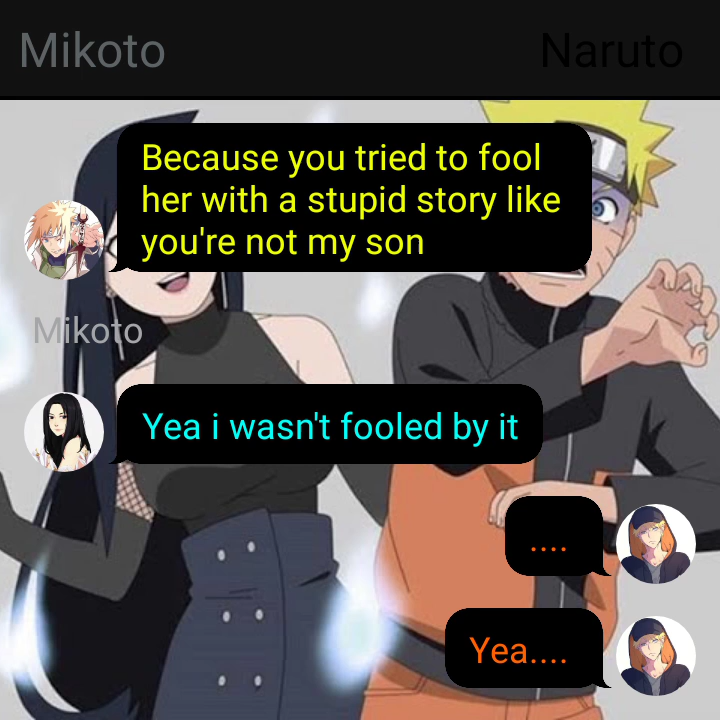 Mikoto
Naruto
Because you tried to fool
her with a stupid story like
you're not my son
Mikoto
Yea i wasn't fooled by it
....
Yea....